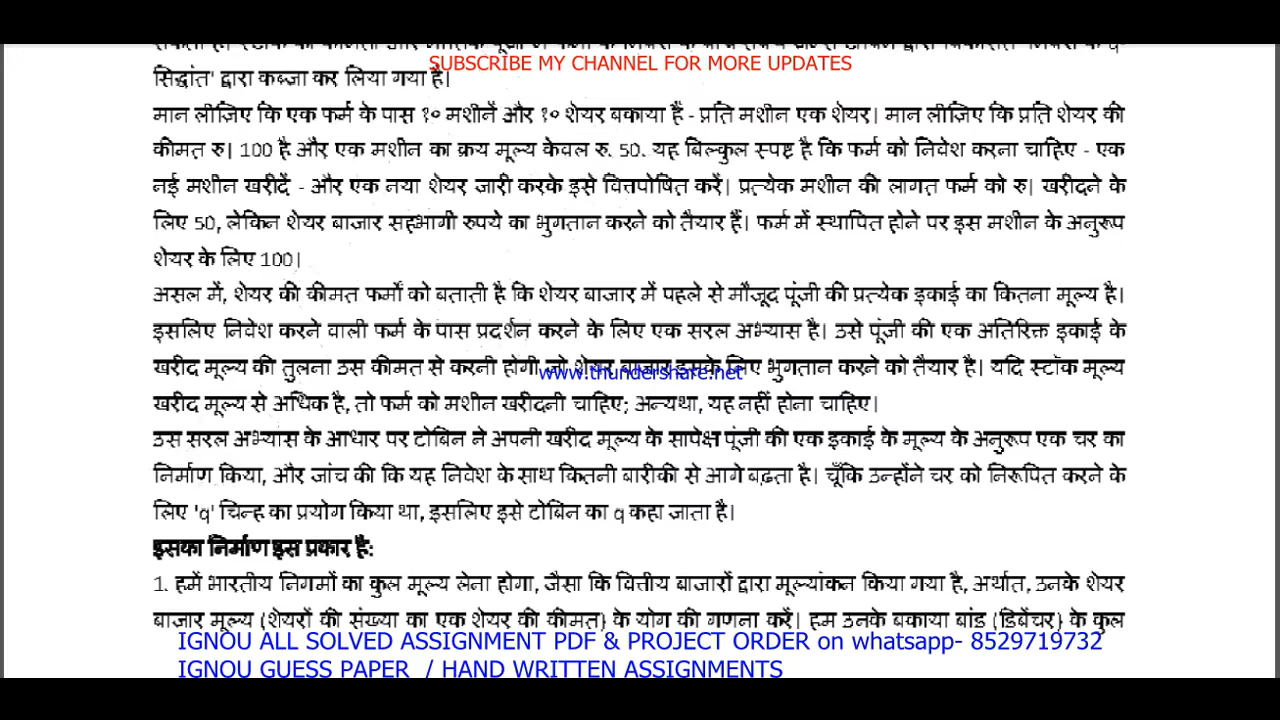 SUBSCRIBE MY CHANNEL FOR MORE UPDATES
सिद्धांत' द्वारा कब्ज़ा कर लिया गया है।
मान लीजिए कि एक फर्म के पास १० मशीनें और १० शेयर बकाया हैं - प्रति मशीन एक शेयर। मान लीजिए कि प्रति शेयर की
कीमत रु। 100 है और एक मशीन का क्रय मूल्य केवल रु. 50. यह बिल्कुल स्पष्ट है कि फर्म को निवेश करना चाहिए - एक
नई मशीन खरीदें - और एक नया शेयर जारी करके इसे वित्तपोषित करें। प्रत्येक मशीन की लागत फर्म को रु। खरीदने के
लिए 50, लेकिन शेयर बाजार सहभागी रुपये का भुगतान करने को तैयार हैं। फर्म में स्थापित होने पर इस मशीन के अनुरूप
शेयर के लिए 100।
असल में, शेयर की कीमत फर्मों को बताती है कि शेयर बाजार में पहले से मौजूद पूंजी की प्रत्येक इकाई का कितना मूल्य है।
इसलिए निवेश करने वाली फर्म के पास प्रदर्शन करने के लिए एक सरल अभ्यास है। उसे पूंजी की एक अतिरिक्त इकाई के
खरीद मूल्य की तुलना उस कीमत से करनी होगी जो शेयर बाजार इसके लिए भुगतान करने को तैयार है। यदि स्टॉक मूल्य
www.thundershare.net
खरीद मूल्य से अधिक है, तो फर्म को मशीन खरीदनी चाहिए; अन्यथा, यह नहीं होना चाहिए।
उस सरल अभ्यास के आधार पर टोबिन ने अपनी खरीद मूल्य के सापेक्ष पूंजी की एक इकाई के मूल्य के अनुरूप एक चर का
निर्माण किया, और जांच की कि यह निवेश के साथ कितनी बारीकी से आगे बढ़ता है। चूँकि उन्होंने चर को निरूपित करने के
लिए 'q' चिन्ह का प्रयोग किया था, इसलिए इसे टोबिन का q कहा जाता है।
इसका निर्माण इस प्रकार है:
1. हमें भारतीय निगमों का कुल मूल्य लेना होगा, जैसा कि वित्तीय बाजारों द्वारा मूल्यांकन किया गया है, अर्थात, उनके शेयर
बाजार मूल्य (शेयरों की संख्या का एक शेयर की कीमत} के योग की गणना करें। हम उनके बकाया बांड (डिबेंचर} के कुल
IGNOU ALL SOLVED ASSIGNMENT PDF & PROJECT ORDER on whatsapp- 8529719732
IGNOU GUESS PAPER / HAND WRITTEN ASSIGNMENTS